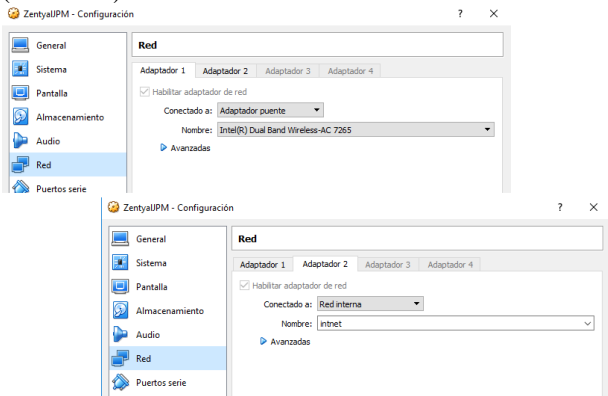 ZentyalJPM - Configuración
General
Red
Sistema
Adaptador 1 Adaptador 2 Adaptador 3 Adaptador 4
Habilitar adaptador de red
Pantalla
Conectado a: Adaptador puente
Almacenamiento
Nombre: Intel(R) Dual Band Wireless-AC 7265
Audio
Avanzadas
Red
Puertos serie
ZentyalJPM - Configuración
General
Red
Sistema
Adaptador 1 Adaptador 2 Adaptador 3 Adaptador 4
Pantalla
Habilitar adaptador de red
Conectado a: Red interna
Almacenamiento
Nombre: intnet
Audio
Avanzadas
Red
Puertos serie